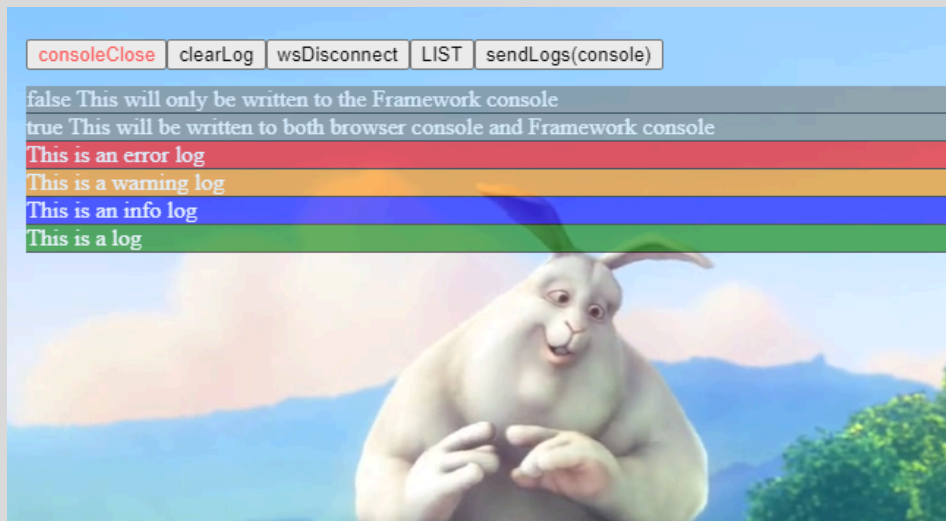 consoleClose clearLog wsDisconnect LIST sendLogs(console)
false This will only be written to the Framework console
true This will be written to both browser console and Framework console
This is an error log
This is a warning log
This is an info log
This is a log